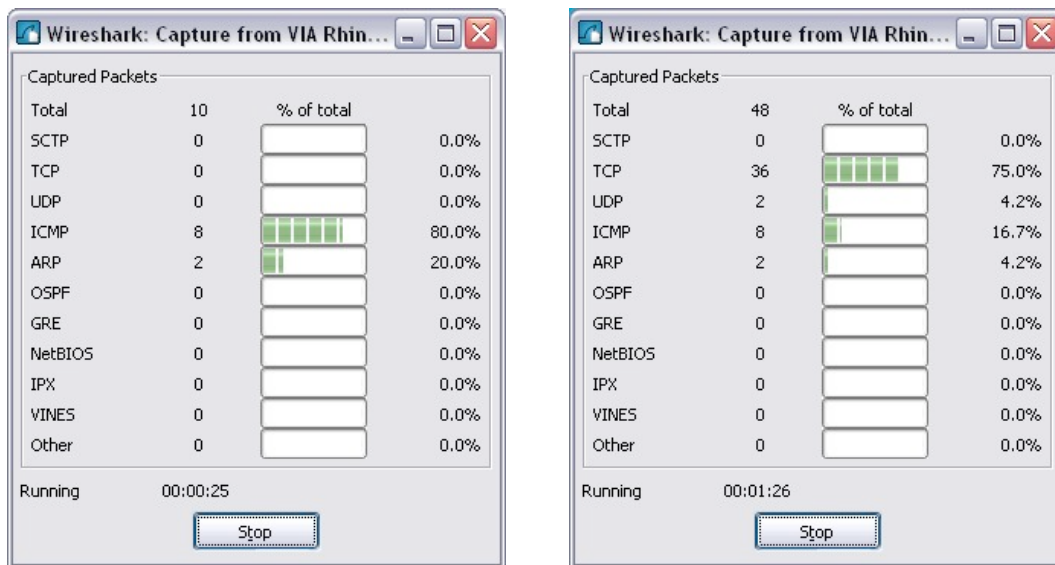 Wireshark: Capture from VIA Rhin...
Captured Packets
Total 10 % of total
SCTP 0 0.0%
TCP 0 0.0%
UDP 0 0.0%
ICMP 8 80.0%
ARP 2 20.0%
OSPF 0 0.0%
GRE 0 0.0%
NetBIOS 0 0.0%
IPX 0 0.0%
VINES 0 0.0%
Other 0 0.0%
Running 00:00:25
Stop
Wireshark: Capture from VIA Rhin...
Captured Packets
Total 48 % of total
SCTP 0 0.0%
TCP 36 75.0%
UDP 2 4.2%
ICMP 8 16.7%
ARP 2 4.2%
OSPF 0 0.0%
GRE 0 0.0%
NetBIOS 0 0.0%
IPX 0 0.0%
VINES 0 0.0%
Other 0 0.0%
Running 00:01:26
Stop